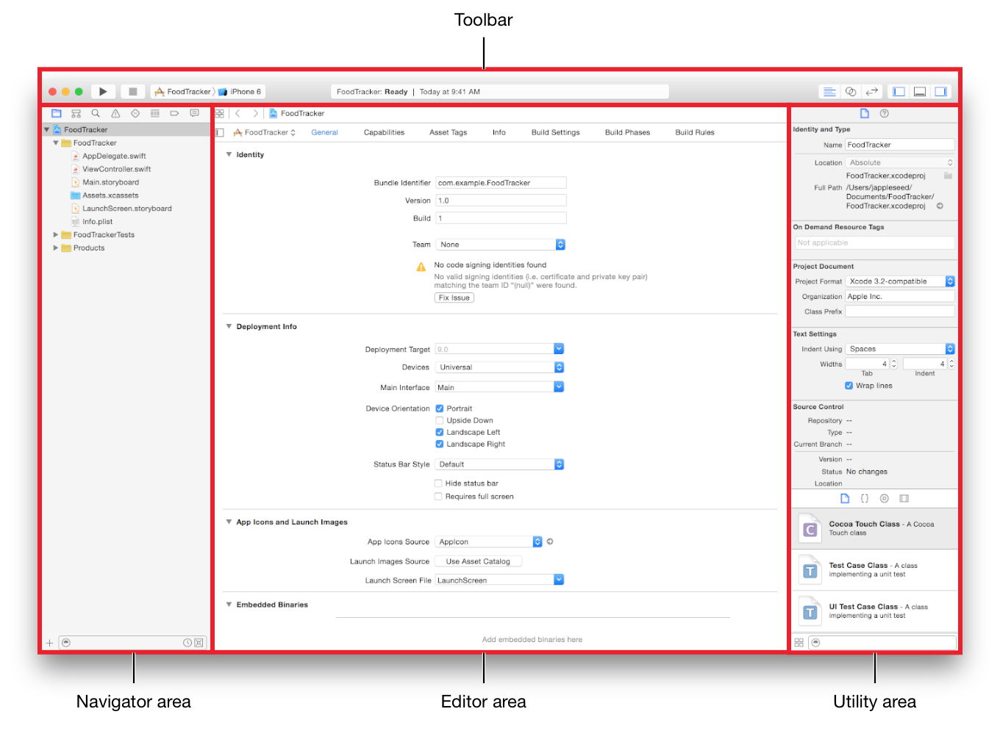 Toolbar
FoodTracker iPhone 6
FoodTracker: Ready | Today at 9:41 AM
FoodTracker
FoodTracker
AppDelegate.swift
ViewController.swift
Main.storyboard
Assets.xcassets
LaunchScreen.storyboard
Info.plist
FoodTrackerTests
Products
FoodTracker
FoodTracker General Capabilities Asset Tags Info Build Settings Build Phases Build Rules
Identity
Bundle Identifier com.example.FoodTracker
Version 1.0
Build 1
Team None
No code signing identities found
No valid signing identities (i.e. certificate and private key pair)
matching the team ID “(null)” were found.
Fix Issue
Deployment Info
Deployment Target 9.0
Devices Universal
Main Interface Main
Device Orientation Portrait
Upside Down
Landscape Left
Landscape Right
Status Bar Style Default
Hide status bar
Requires full screen
App Icons and Launch Images
App Icons Source AppIcon
Launch Images Source Use Asset Catalog
Launch Screen File LaunchScreen
Embedded Binaries
Add embedded binaries here
Identity and Type
Name FoodTracker
Location Absolute
FoodTracker.xcodeproj
Full Path /Users/jappleseed/
Documents/FoodTracker/
FoodTracker.xcodeproj
On Demand Resource Tags
Not applicable
Project Document
Project Format Xcode 3.2-compatible
Organization Apple Inc.
Class Prefix
Text Settings
Indent Using Spaces
Widths 4 4
Tab Indent
Wrap lines
Source Control
Repository --
Type --
Current Branch --
Version --
Status No changes
Location
{}
C Cocoa Touch Class - A Cocoa
Touch class
T Test Case Class - A class
implementing a unit test
T UI Test Case Class - A class
implementing a unit test
Navigator area
Editor area
Utility area